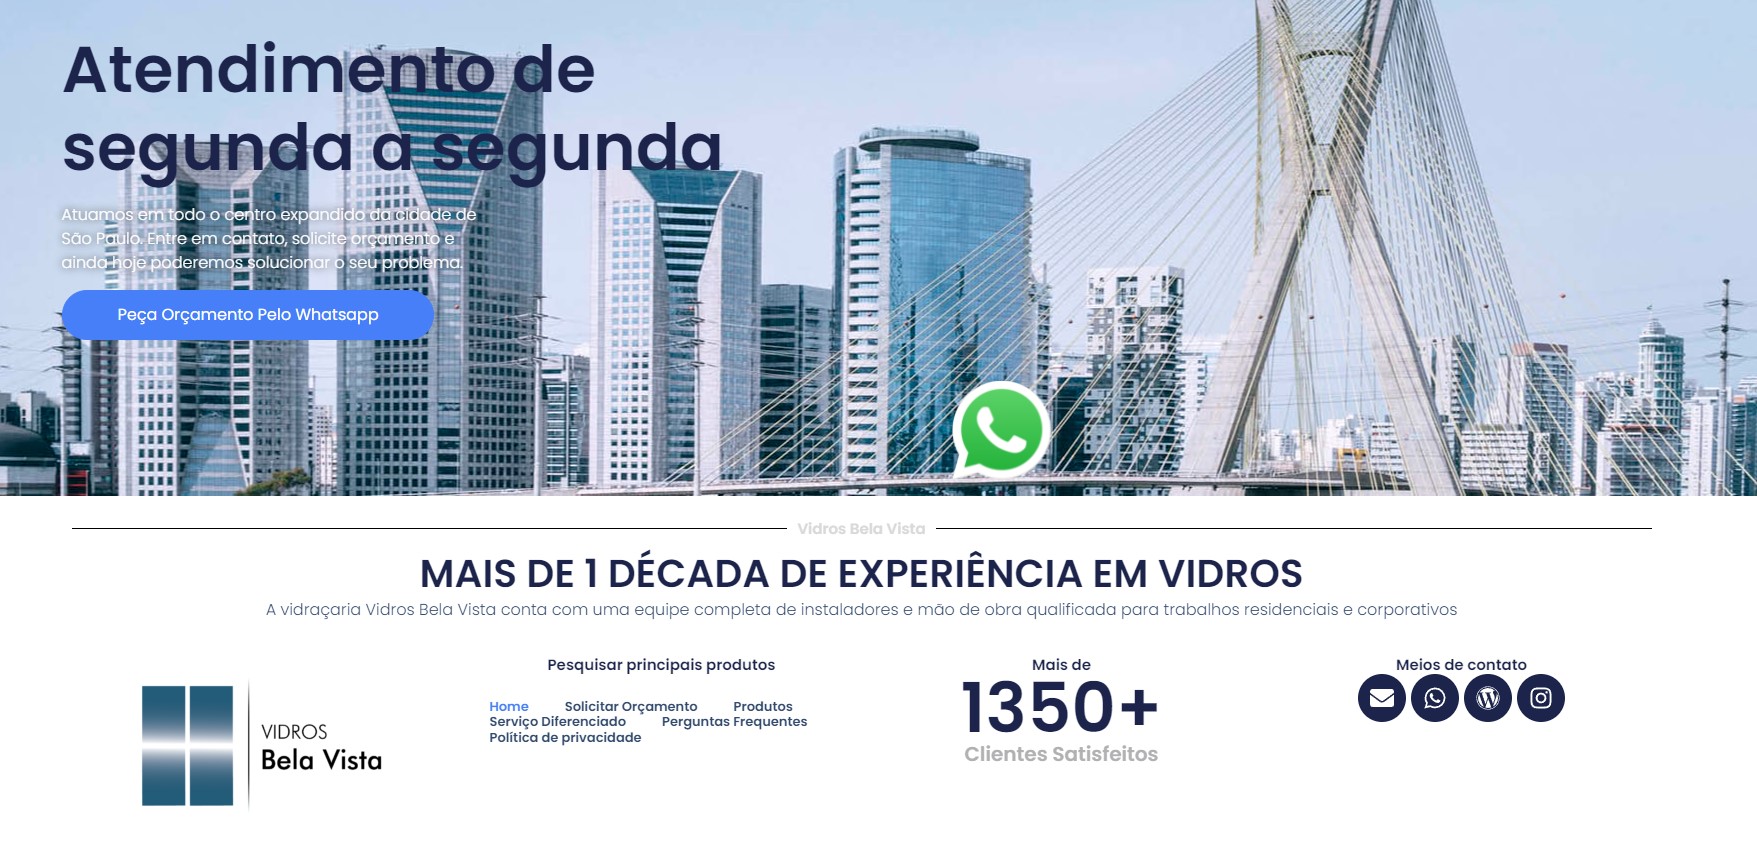 Atendimento de
segunda a segunda
Atuamos em todo o centro expandido da cidade de
São Paulo. Entre em contato, solicite orçamento e
ainda hoje poderemos solucionar o seu problema.
Peça Orçamento Pelo Whatsapp
Vidros Bela Vista
MAIS DE 1 DÉCADA DE EXPERIÊNCIA EM VIDROS
A vidraçaria Vidros Bela Vista conta com uma equipe completa de instaladores e mão de obra qualificada para trabalhos residenciais e corporativos
VIDROS
Bela Vista
Pesquisar principais produtos
Home Solicitar Orçamento Produtos
Serviço Diferenciado Perguntas Frequentes
Política de privacidade
Mais de
1350+
Clientes Satisfeitos
Meios de contato